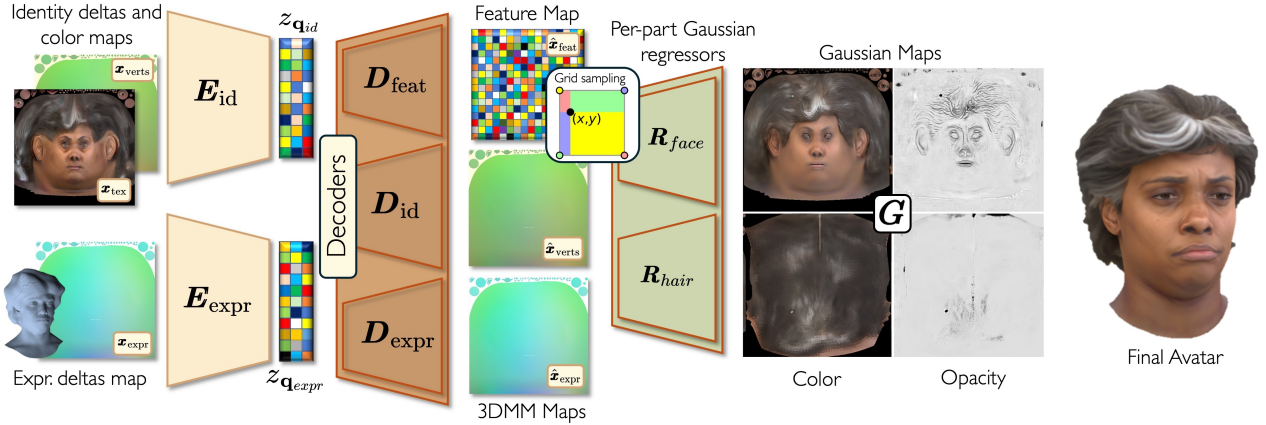 Identity deltas and
color maps
x_verts
x_tex
E_id
z_q_id
Expr. deltas map
x_expr
E_expr
z_q_expr
Decoders
D_feat
D_id
D_expr
Feature Map
x̂_feat
Grid sampling
(x,y)
x̂_verts
x̂_expr
3DMM Maps
Per-part Gaussian
regressors
R_face
R_hair
Gaussian Maps
G
Color
Opacity
Final Avatar